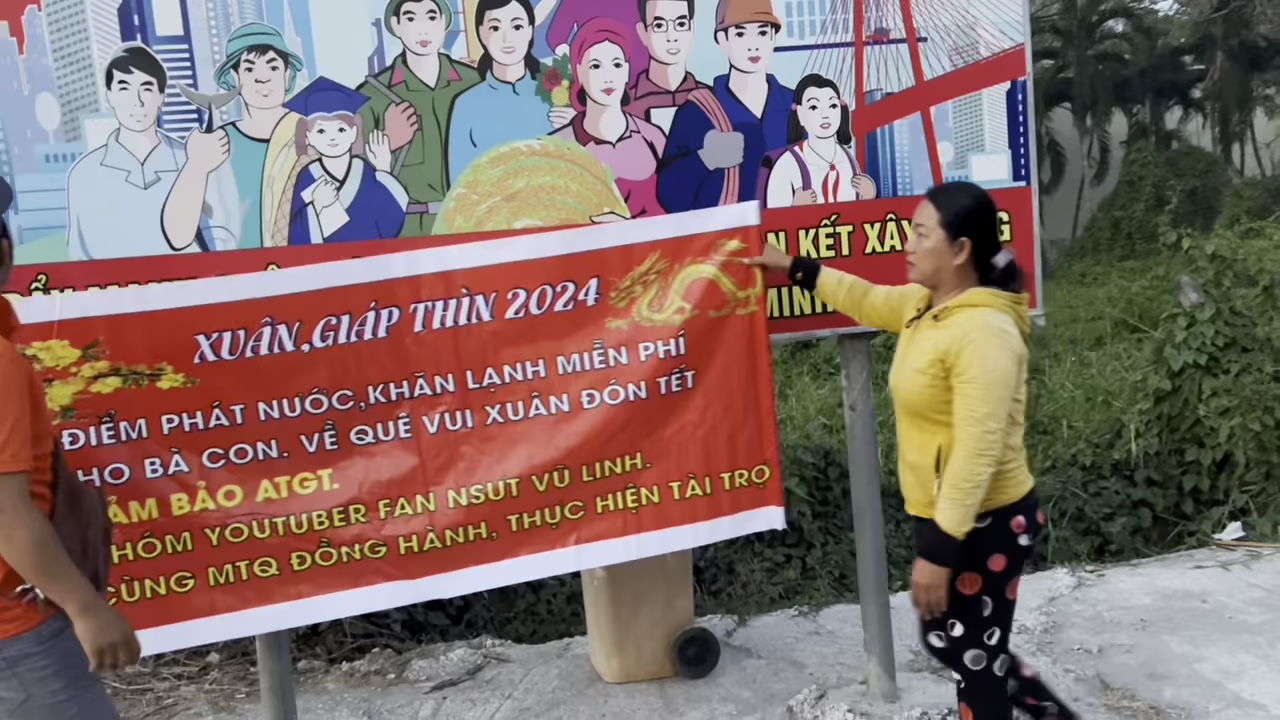 N KẾT XÂY
MINH
XUÂN,GIÁP THÌN 2024
ĐIỂM PHÁT NƯỚC,KHĂN LẠNH MIỄN PHÍ
HO BÀ CON. VỀ QUÊ VUI XUÂN ĐÓN TẾT
ẢM BẢO ATGT.
HÓM YOUTUBER FAN NSUT VŨ LINH.
CÙNG MTQ ĐỒNG HÀNH, THỰC HIỆN TÀI TRỢ